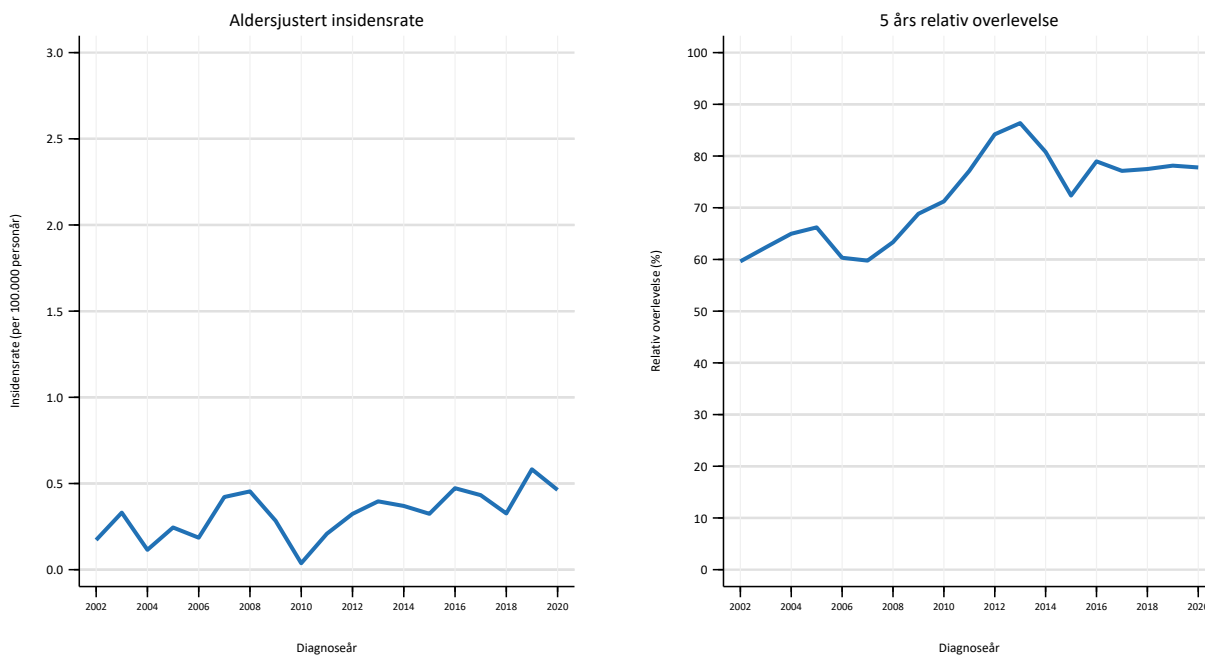 Aldersjustert insidensrate
3.0
2.5
2.0
1.5
1.0
0.5
0.0
Insidensrate (per 100.000 personår)
2002 2004 2006 2008 2010 2012 2014 2016 2018 2020
Diagnoseår
5 års relativ overlevelse
100
90
80
70
60
50
40
30
20
10
0
Relativ overlevelse (%)
2002 2004 2006 2008 2010 2012 2014 2016 2018 2020
Diagnoseår